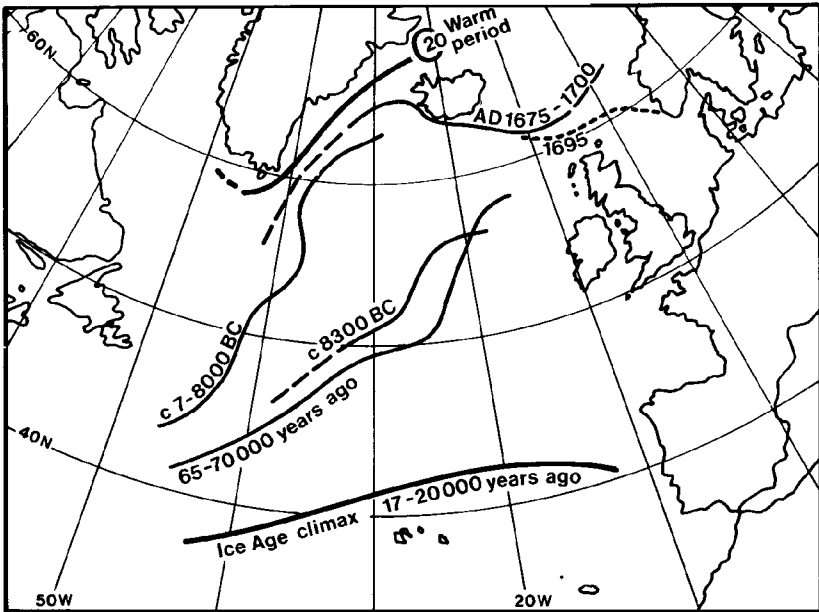 60N
C20 Warm
period
AD 1675 - 1700
1695
c 8300 BC
c 7-8000 BC
65-70 000 years ago
40N
17-20 000 years ago
Ice Age climax
50W
20W